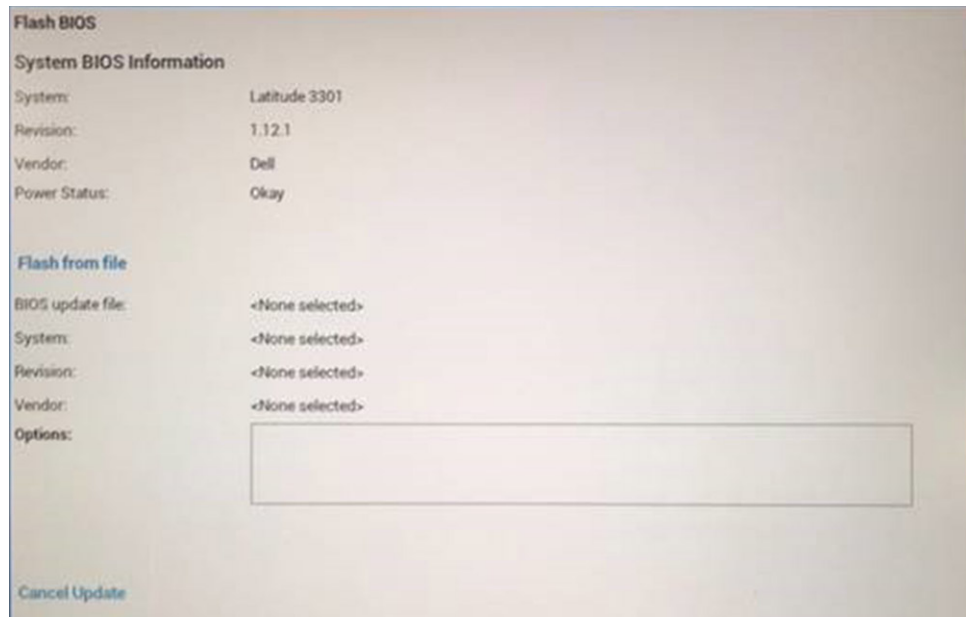 Flash BIOS
System BIOS Information
System: Latitude 3301
Revision: 1.12.1
Vendor: Dell
Power Status: Okay
Flash from file
BIOS update file: <None selected>
System: <None selected>
Revision: <None selected>
Vendor: <None selected>
Options:
Cancel Update